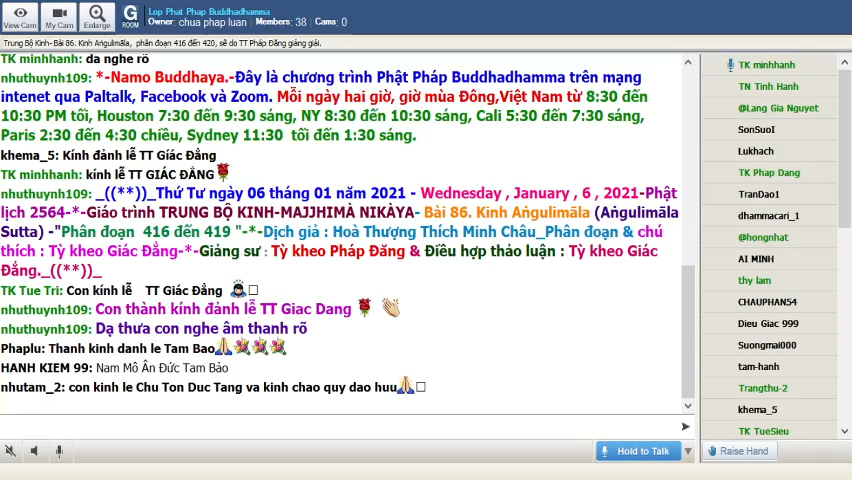 Lop Phat Phap Buddhadhamma
Owner: chua phap luan Members: 38 Cams: 0
View Cam My Cam Enlarge G ROOM
Trung Bộ Kinh- Bài 86. Kinh Aṅgulimāla, phân đoạn 416 đến 420, sẽ do TT Pháp Đăng giảng giải.
TK minhhanh: da nghe rõ
nhuthuynh109: *-Namo Buddhaya.-Đây là chương trình Phật Pháp Buddhadhamma trên mạng
intenet qua Paltalk, Facebook và Zoom. Mỗi ngày hai giờ, giờ mùa Đông,Việt Nam từ 8:30 đến
10:30 PM tối, Houston 7:30 đến 9:30 sáng, NY 8:30 đến 10:30 sáng, Cali 5:30 đến 7:30 sáng,
Paris 2:30 đến 4:30 chiều, Sydney 11:30 tối đến 1:30 sáng.
khema_5: Kính đảnh lễ TT Giác Đẳng
TK minhhanh: kính lễ TT GIÁC ĐẲNG
nhuthuynh109: _((**))_Thứ Tư ngày 06 tháng 01 năm 2021 - Wednesday , January , 6 , 2021-Phật
lịch 2564-*-Giáo trình TRUNG BỘ KINH-MAJJHIMÀ NIKÀYA- Bài 86. Kinh Aṅgulimāla (Aṅgulimāla
Sutta) -"Phân đoạn 416 đến 419 "-*-Dịch giả : Hoà Thượng Thích Minh Châu_Phân đoạn & chú
thích : Tỳ kheo Giác Đẳng-*-Giảng sư : Tỳ kheo Pháp Đăng & Điều hợp thảo luận : Tỳ kheo Giác
Đẳng._((**))_
TK Tue Tri: Con kính lễ TT Giác Đẳng
nhuthuynh109: Con thành kính đảnh lễ TT Giac Dang
nhuthuynh109: Dạ thưa con nghe âm thanh rõ
Phaplu: Thanh kinh danh le Tam Bao
HANH KIEM 99: Nam Mô Ân Đức Tam Bảo
nhutam_2: con kinh le Chu Ton Duc Tang va kinh chao quy dao huu
Hold to Talk
TK minhhanh
TN Tinh Hanh
@Lang Gia Nguyet
SonSuoI
Lukhach
TK Phap Dang
TranDao1
dhammacari_1
@hongnhat
AI MINH
thy lam
CHAUPHAN54
Dieu Giac 999
Suongmai000
tam-hanh
Trangthu-2
khema_5
TK TueSieu
Raise Hand